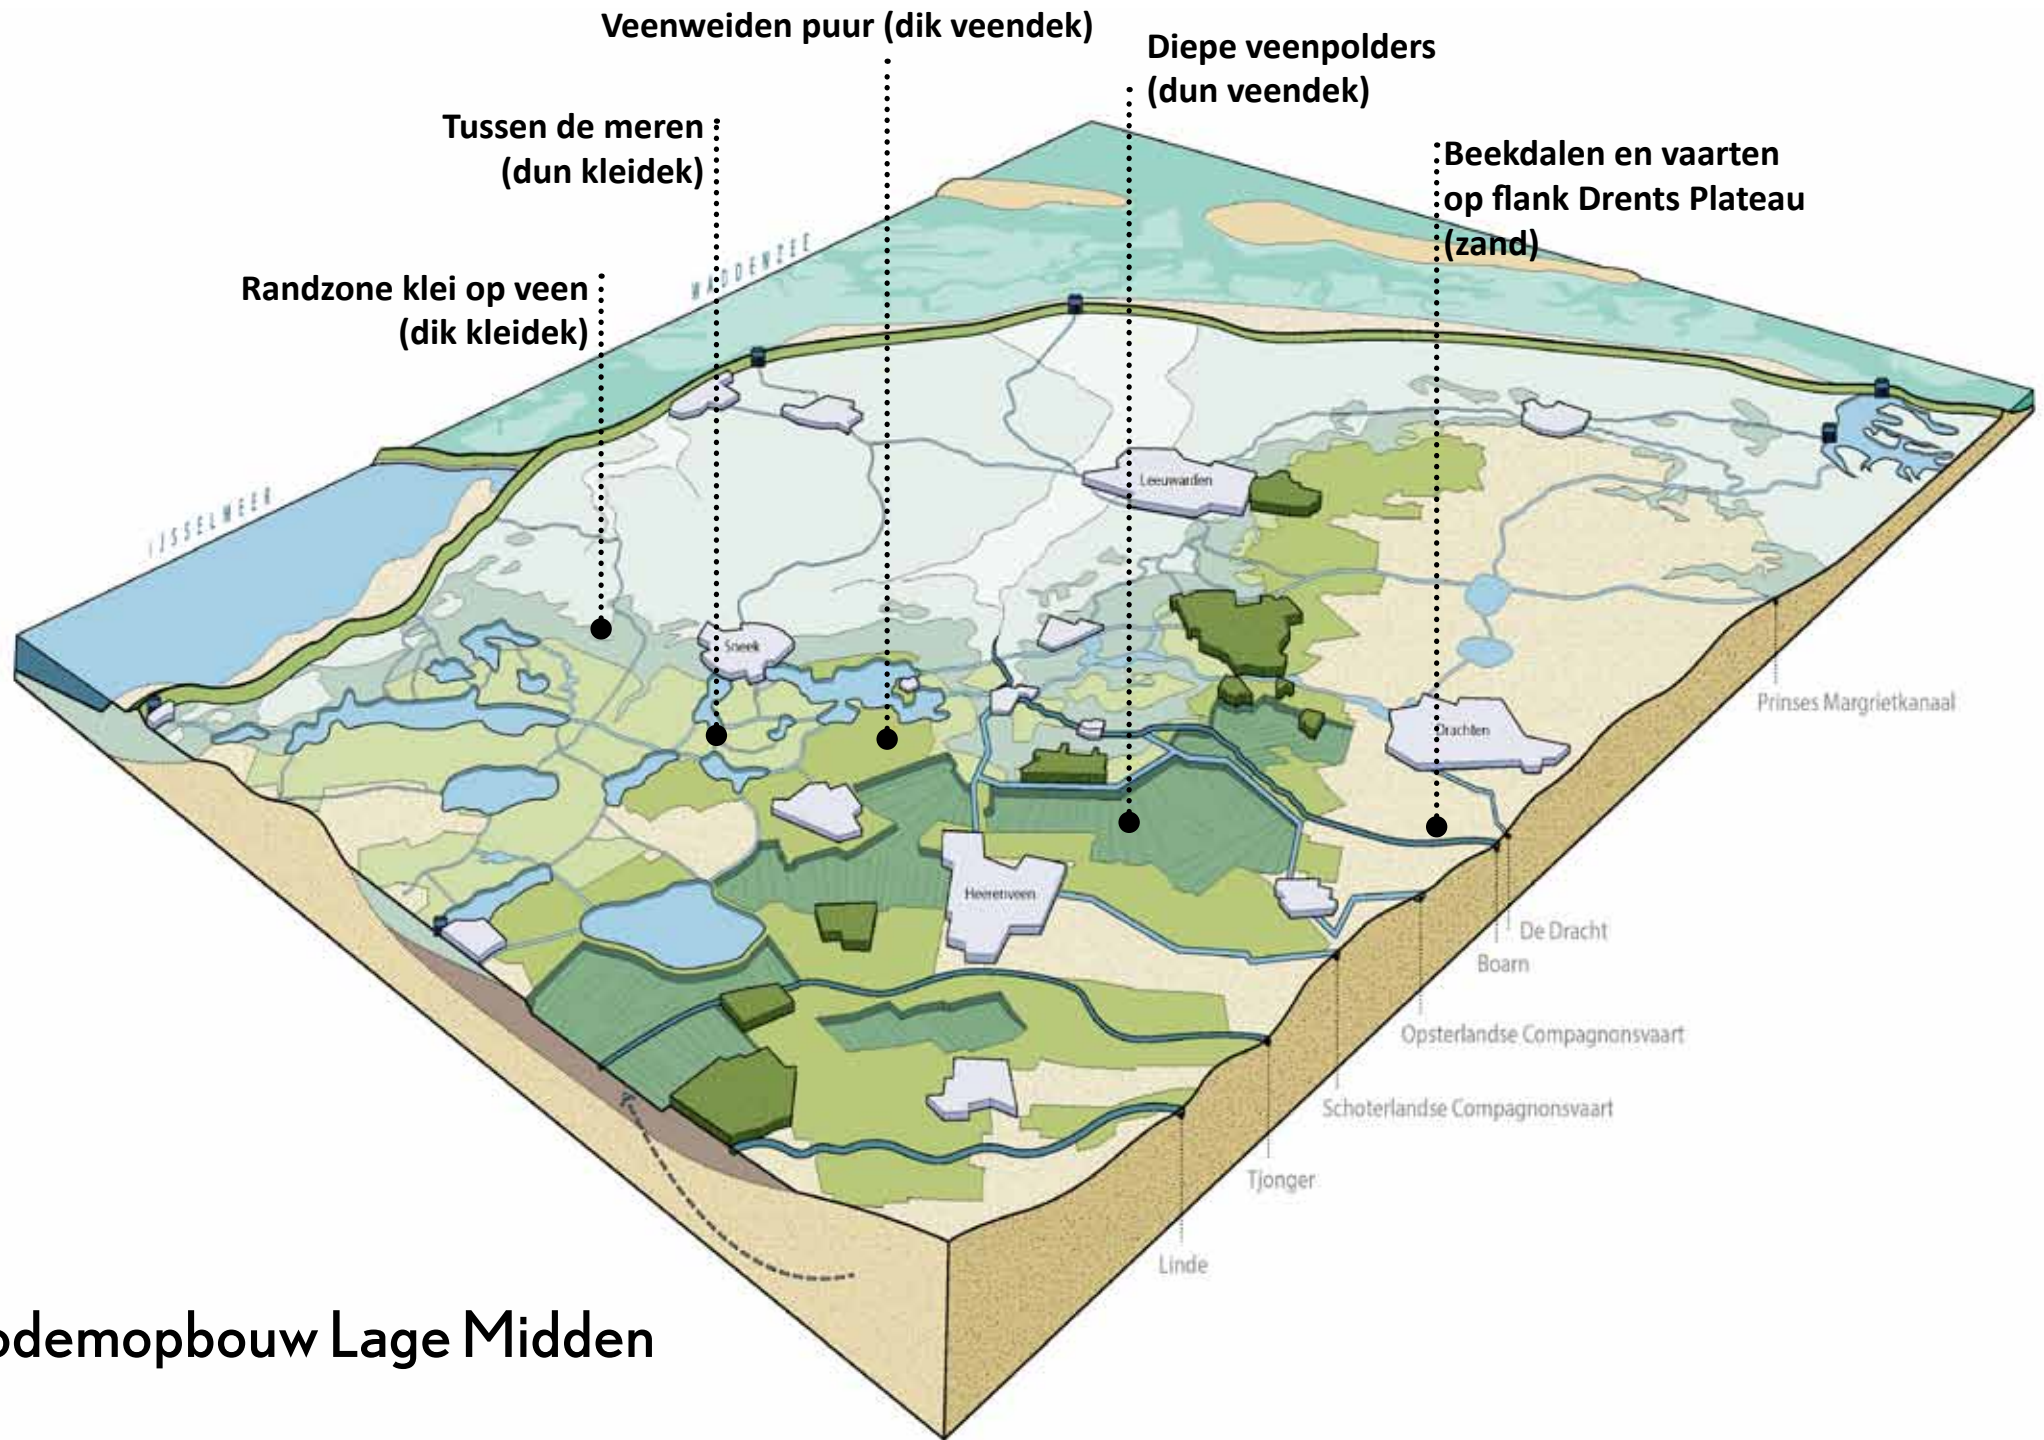 Veenweiden puur (dik veendek)
Diepe veenpolders
(dun veendek)
Tussen de meren
(dun kleidek)
Beekdalen en vaarten
op flank Drents Plateau
(zand)
Randzone klei op veen
(dik kleidek)
WADDENZEE
IJSSELMEER
Leeuwarden
Sneek
Drachten
Heerenveen
Prinses Margrietkanaal
De Dracht
Boarn
Opsterlandse Compagnonsvaart
Schoterlandse Compagnonsvaart
Tjonger
Linde
odemopbouw Lage Midden